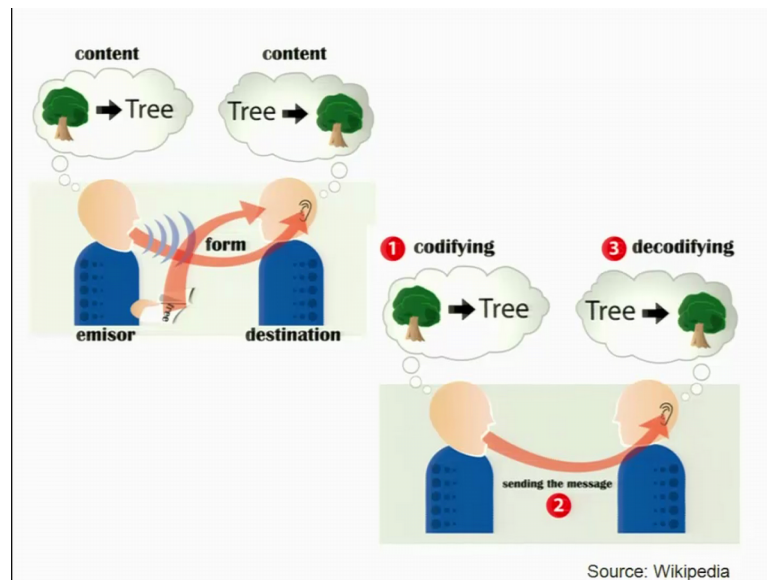 content
content
Tree
Tree
form
Tree
emisor
destination
1 codifying
3 decodifying
Tree
Tree
sending the message
2
Source: Wikipedia